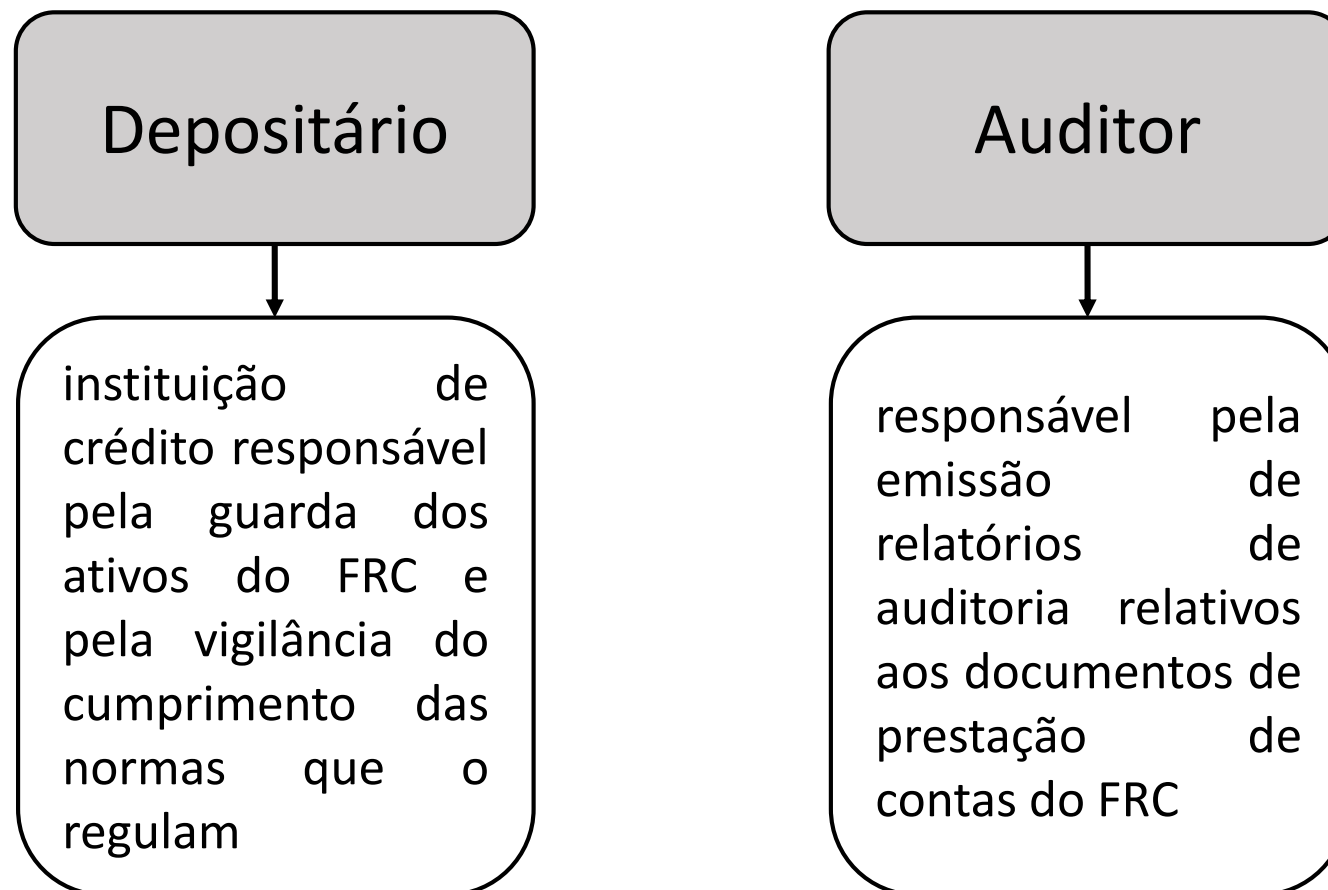 Depositário
instituição de
crédito responsável
pela guarda dos
ativos do FRC e
pela vigilância do
cumprimento das
normas que o
regulam
Auditor
responsável pela
emissão de
relatórios de
auditoria relativos
aos documentos de
prestação de
contas do FRC